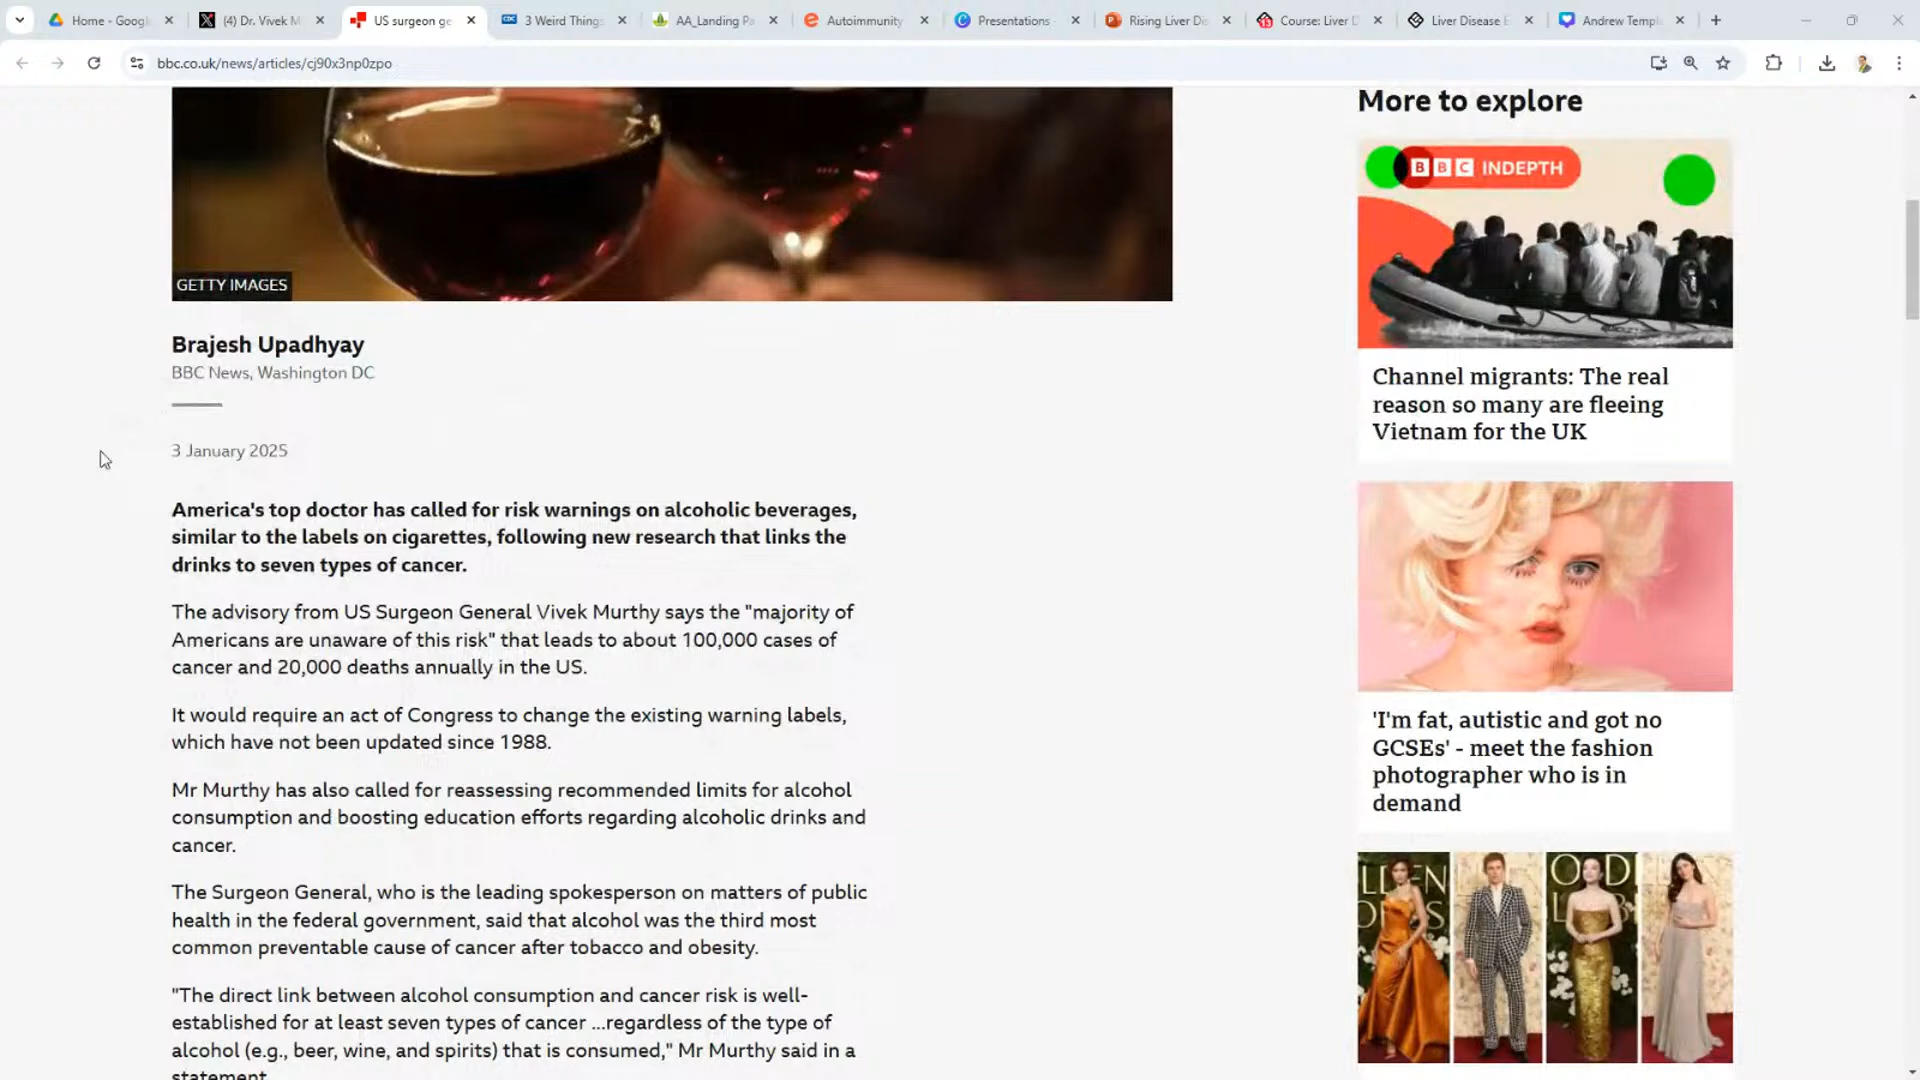 Home - Googl
(4) Dr. Vivek M
US surgeon ge
CDC
3 Weird Things
AA_Landing Pa
Autoimmunity
Presentations
Rising Liver Di
Course: Liver D
Liver Disease E
Andrew Templ
bbc.co.uk/news/articles/cj90x3np0zpo
GETTY IMAGES
Brajesh Upadhyay
BBC News, Washington DC
3 January 2025
America's top doctor has called for risk warnings on alcoholic beverages,
similar to the labels on cigarettes, following new research that links the
drinks to seven types of cancer.
The advisory from US Surgeon General Vivek Murthy says the "majority of
Americans are unaware of this risk" that leads to about 100,000 cases of
cancer and 20,000 deaths annually in the US.
It would require an act of Congress to change the existing warning labels,
which have not been updated since 1988.
Mr Murthy has also called for reassessing recommended limits for alcohol
consumption and boosting education efforts regarding alcoholic drinks and
cancer.
The Surgeon General, who is the leading spokesperson on matters of public
health in the federal government, said that alcohol was the third most
common preventable cause of cancer after tobacco and obesity.
"The direct link between alcohol consumption and cancer risk is well-
established for at least seven types of cancer ...regardless of the type of
alcohol (e.g., beer, wine, and spirits) that is consumed," Mr Murthy said in a
statement.
More to explore
BBC INDEPTH
Channel migrants: The real
reason so many are fleeing
Vietnam for the UK
'I'm fat, autistic and got no
GCSEs' - meet the fashion
photographer who is in
demand